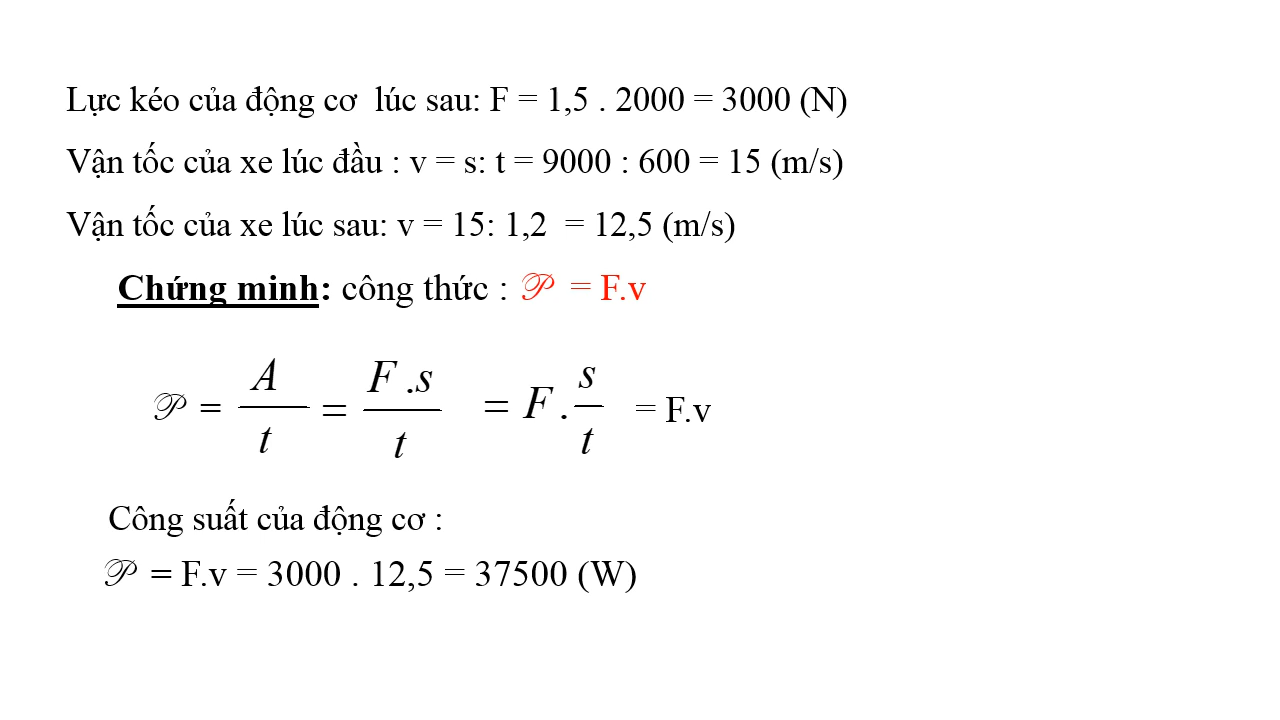 Lực kéo của động cơ  lúc sau: F = 1,5 . 2000 = 3000 (N)
Vận tốc của xe lúc đầu : v = s: t = 9000 : 600 = 15 (m/s)
Vận tốc của xe lúc sau: v = 15: 1,2  = 12,5 (m/s)
Chứng minh: công thức : 𝒫 = F.v
𝒫 = A/t = F.s/t = F.s/t = F.v
Công suất của động cơ :
𝒫 = F.v = 3000 . 12,5 = 37500 (W)